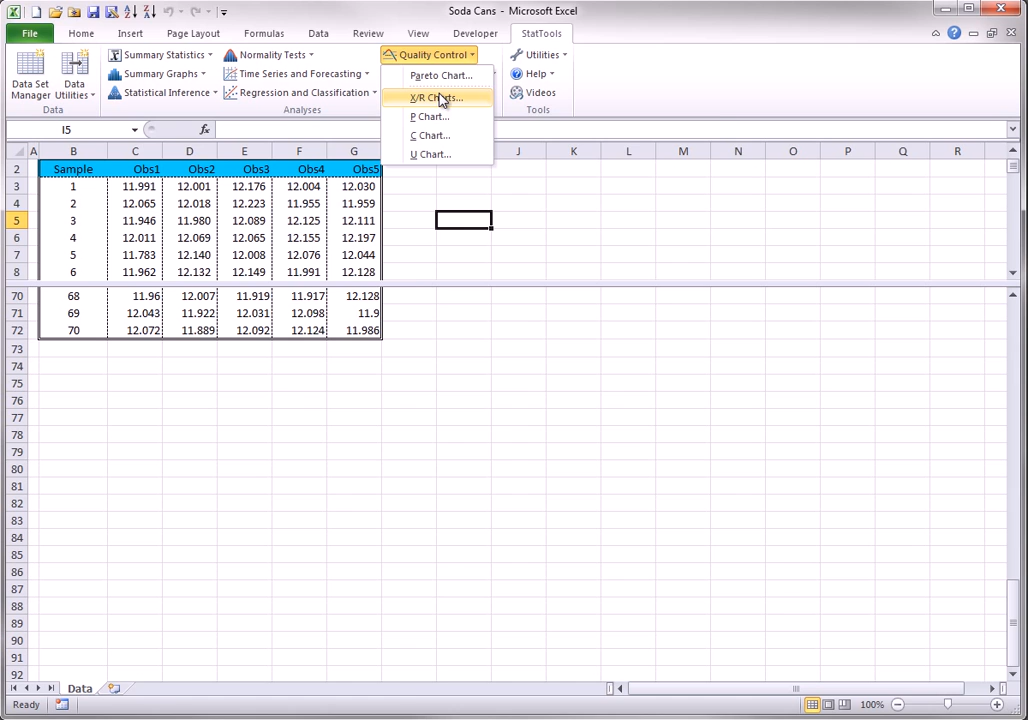 Soda Cans - Microsoft Excel
File Home Insert Page Layout Formulas Data Review View Developer StatTools
Data Set Manager
Data Utilities
Data
Summary Statistics
Summary Graphs
Statistical Inference
Normality Tests
Time Series and Forecasting
Regression and Classification
Analyses
Quality Control
Pareto Chart...
X/R Charts...
P Chart...
C Chart...
U Chart...
Utilities
Help
Videos
Tools
I5 fx
A B C D E F G J K L M N O P Q R
2 Sample Obs1 Obs2 Obs3 Obs4 Obs5
3 1 11.991 12.001 12.176 12.004 12.030
4 2 12.065 12.018 12.223 11.955 11.959
5 3 11.946 11.980 12.089 12.125 12.111
6 4 12.011 12.069 12.065 12.155 12.197
7 5 11.783 12.140 12.008 12.076 12.044
8 6 11.962 12.132 12.149 11.991 12.128
70 68 11.96 12.007 11.919 11.917 12.128
71 69 12.043 11.922 12.031 12.098 11.9
72 70 12.072 11.889 12.092 12.124 11.986
73
74
75
76
77
78
79
80
81
82
83
84
85
86
87
88
89
90
91
92
Data
Ready 100%